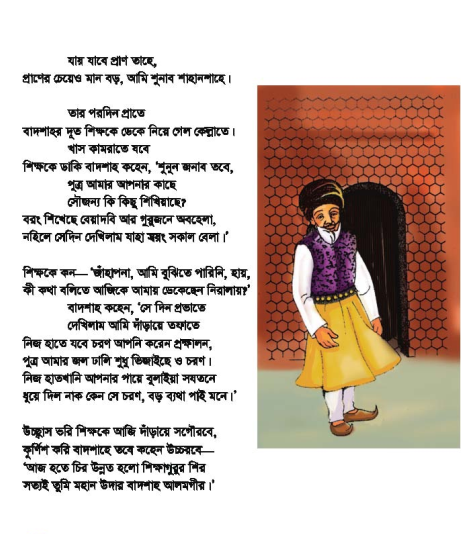 যায় যাবে প্রাণ তাহে,
প্রাণের চেয়েও মান বড়, আমি শুনাব শাহানশাহে।
তার পরদিন প্রাতে
বাদশাহর দূত শিক্ষকে ডেকে নিয়ে গেল কেল্লাতে।
খাস কামরাতে যবে
শিক্ষকে ডাকি বাদশাহ কহেন, ‘শুনুন জনাব তবে,
পুত্র আমার আপনার কাছে
সৌজন্য কি কিছু শিখিয়াছে?
বরং শিখেছে বেয়াদবি আর গুরুজনে অবহেলা,
নহিলে সেদিন দেখিলাম যাহা স্বয়ং সকাল বেলা।’
শিক্ষকে কন— ‘জাঁহাপনা, আমি বুঝিতে পারিনি, হায়,
কী কথা বলিতে আজিকে আমায় ডেকেছেন নিরালায়?’
বাদশাহ কহেন, ‘সে দিন প্রভাতে
দেখিলাম আমি দাঁড়ায়ে তফাতে
নিজ হাতে যবে চরণ আপনি করেন প্রক্ষালন,
পুত্র আমার জল ঢালি শুধু ভিজাইছে ও চরণ।
নিজ হাতখানি আপনার পায়ে বুলাইয়া সযতনে
ধুয়ে দিল নাক কেন সে চরণ, বড় ব্যথা পাই মনে।’
উচ্ছ্বাস ভরি শিক্ষকে আজি দাঁড়ায়ে সগৌরবে,
কুর্ণিশ করি বাদশাহে তবে কহেন উচ্চরবে—
‘আজ হতে চির উন্নত হলো শিক্ষাগুরুর শির
সত্যই তুমি মহান উদার বাদশাহ আলমগীর।’